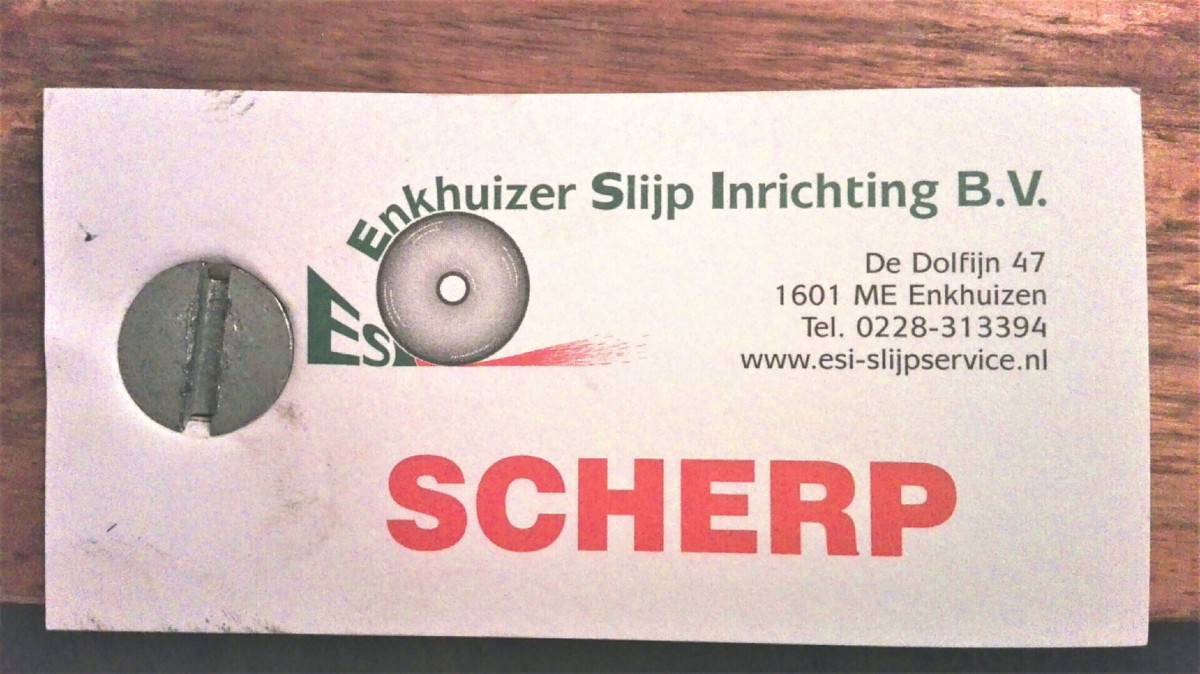 Enkhuizer Slijp Inrichting B.V.
ESI
De Dolfijn 47
1601 ME Enkhuizen
Tel. 0228-313394
www.esi-slijpservice.nl
SCHERP